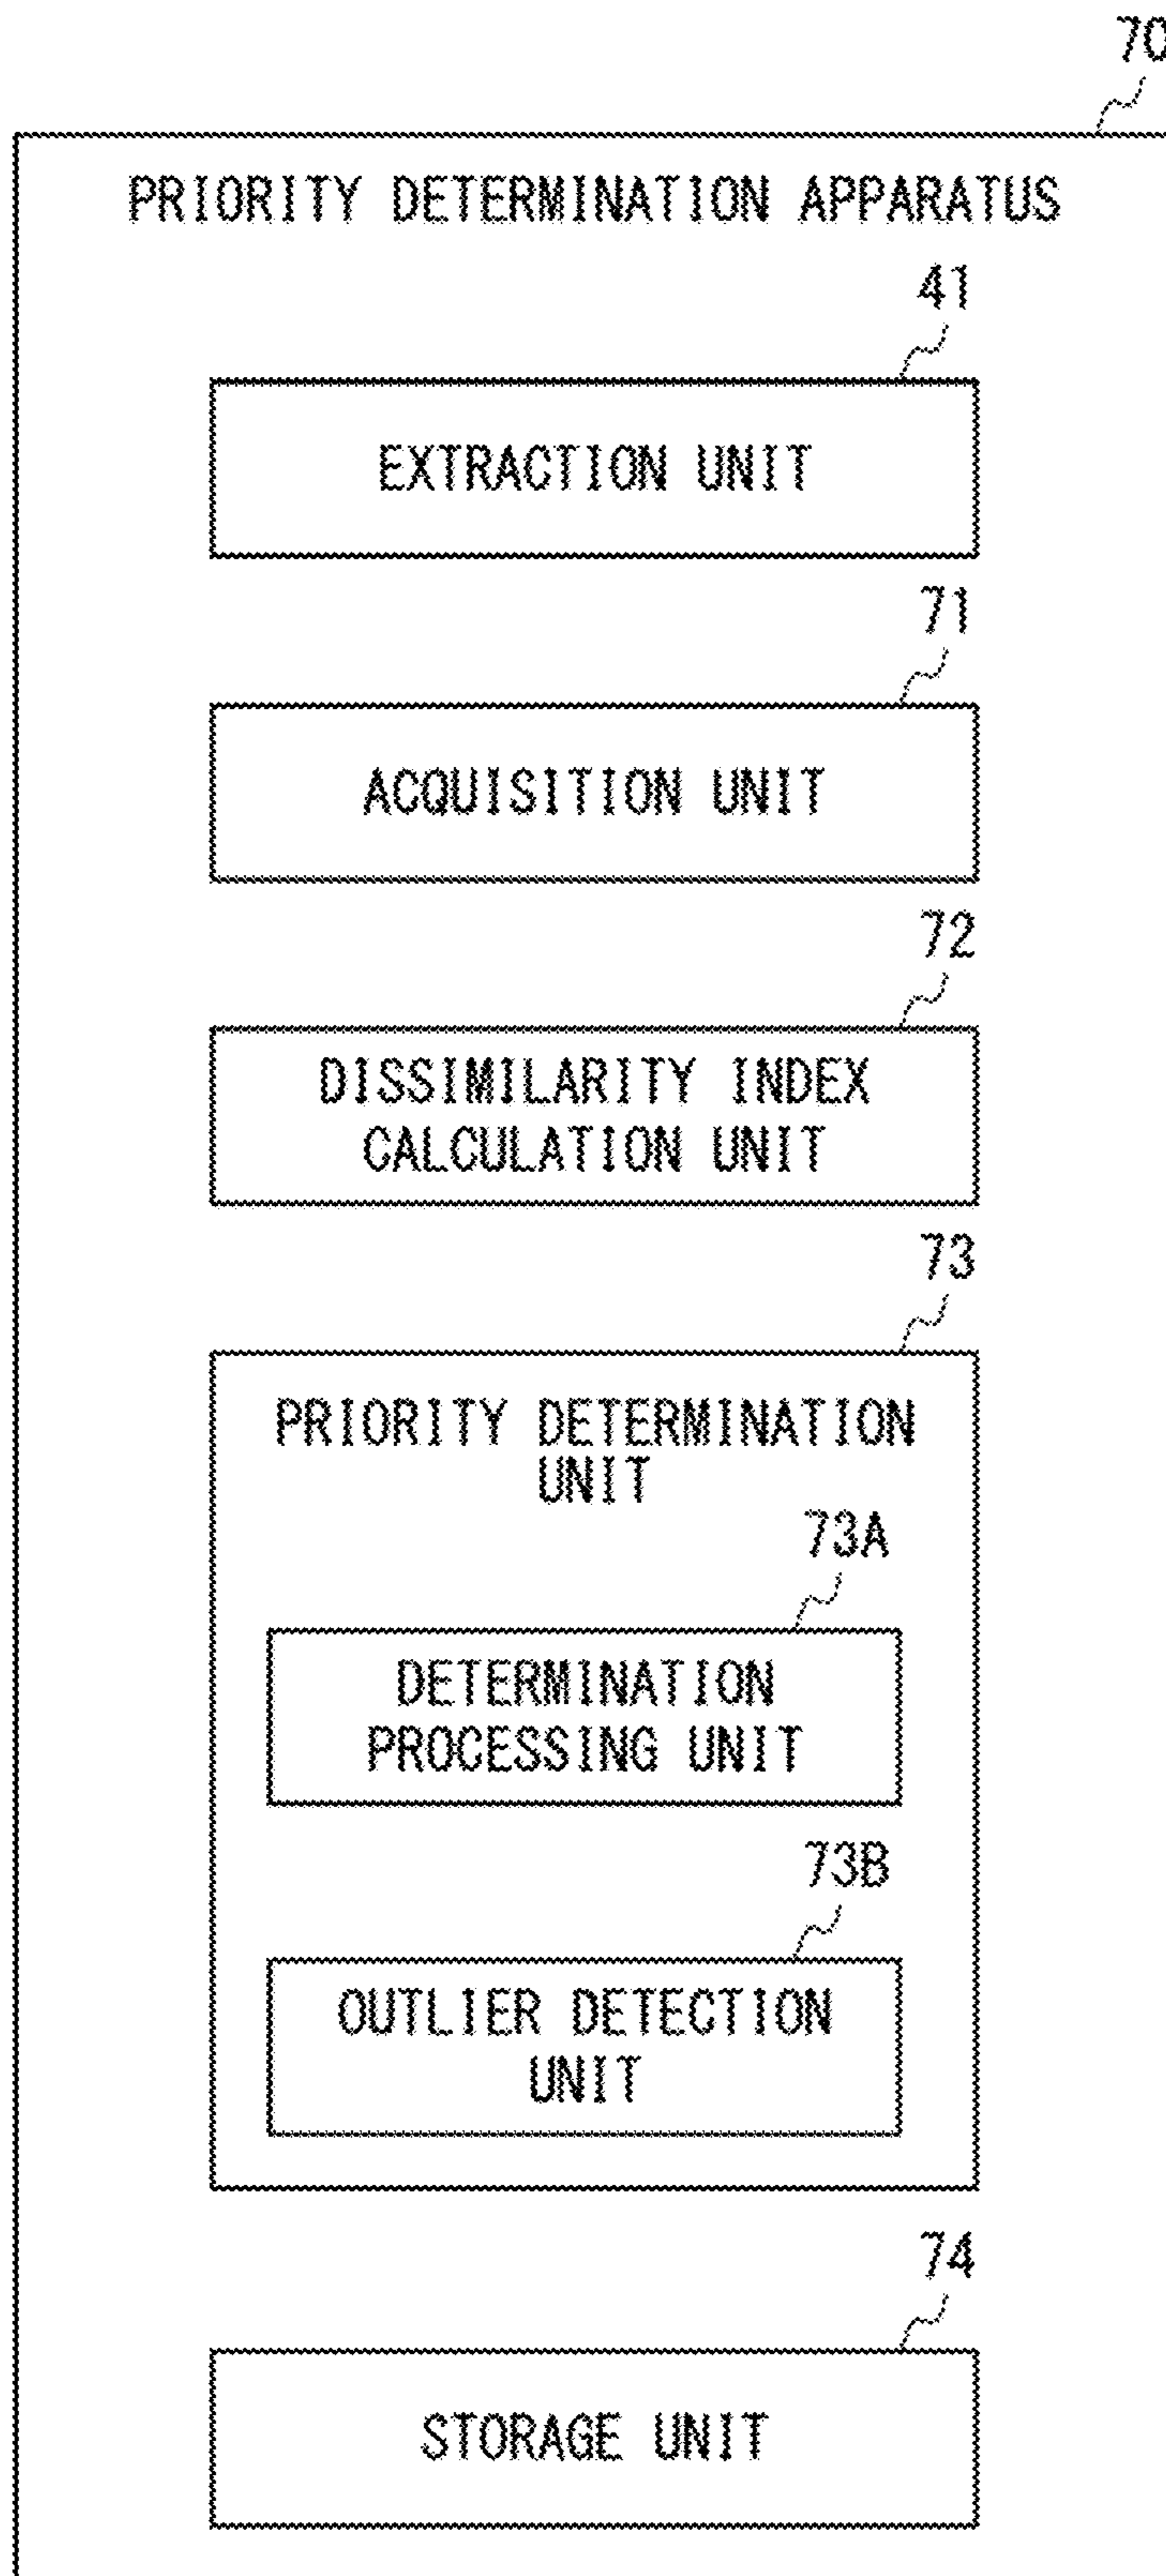 70
PRIORITY DETERMINATION APPARATUS
41
EXTRACTION UNIT
71
ACQUISITION UNIT
72
DISSIMILARITY INDEX
CALCULATION UNIT
73
PRIORITY DETERMINATION
UNIT
73A
DETERMINATION
PROCESSING UNIT
73B
OUTLIER DETECTION
UNIT
74
STORAGE UNIT